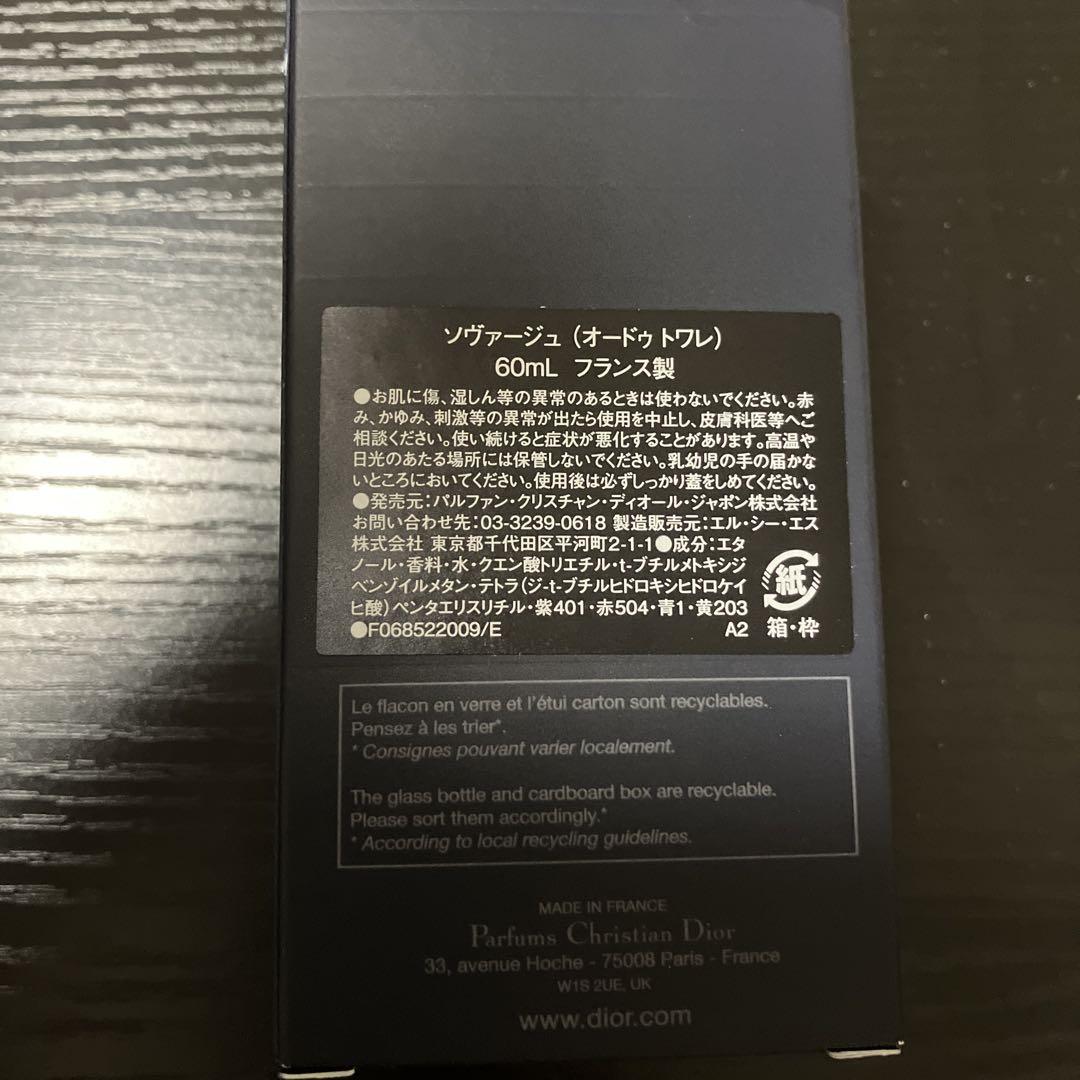 ソヴァージュ（オードゥ トワレ）
60mL フランス製
●お肌に傷、湿しん等の異常のあるときは使わないでください。赤
み、かゆみ、刺激等の異常が出たら使用を中止し、皮膚科医等へご
相談ください。使い続けると症状が悪化することがあります。高温や
日光のあたる場所には保管しないでください。乳幼児の手の届かな
いところにおいてください。使用後は必ずしっかり蓋をしめてください。
●発売元：パルファン・クリスチャン・ディオール・ジャポン株式会社
お問い合わせ先：03-3239-0618 製造販売元：エル・シー・エス
株式会社 東京都千代田区平河町2-1-1●成分：エタ
ノール・香料・水・クエン酸トリエチル・t-ブチルメトキシジ
ベンゾイルメタン・テトラ（ジ-t-ブチルヒドロキシヒドロケイ
ヒ酸）ペンタエリスリチル・紫401・赤504・青1・黄203
●F068522009/E A2
紙
箱・枠
Le flacon en verre et l'étui carton sont recyclables.
Pensez à les trier*.
* Consignes pouvant varier localement.
The glass bottle and cardboard box are recyclable.
Please sort them accordingly.*
* According to local recycling guidelines.
MADE IN FRANCE
Parfums Christian Dior
33, avenue Hoche - 75008 Paris - France
W1S 2UE, UK
www.dior.com